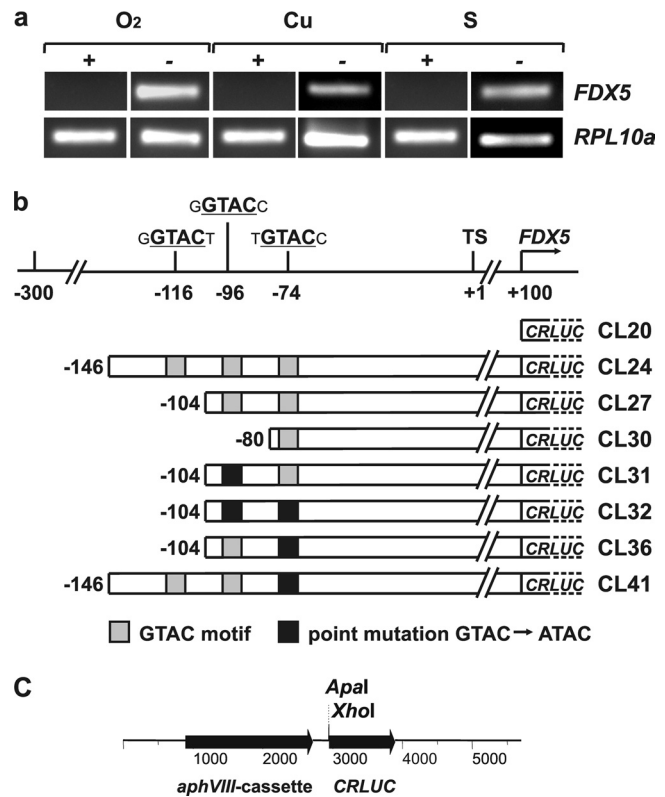 a
O2 Cu S
+ - + - + -
FDX5
RPL10a
b
GGTACC
GGTACT TGTACC TS FDX5
-300 -116 -96 -74 +1 +100
CRLUC CL20
-146 CRLUC CL24
-104 CRLUC CL27
-80 CRLUC CL30
-104 CRLUC CL31
-104 CRLUC CL32
-104 CRLUC CL36
-146 CRLUC CL41
GTAC motif point mutation GTAC→ATAC
C
ApaI
XhoI
1000 2000 3000 4000 5000
aphVIII-cassette CRLUC